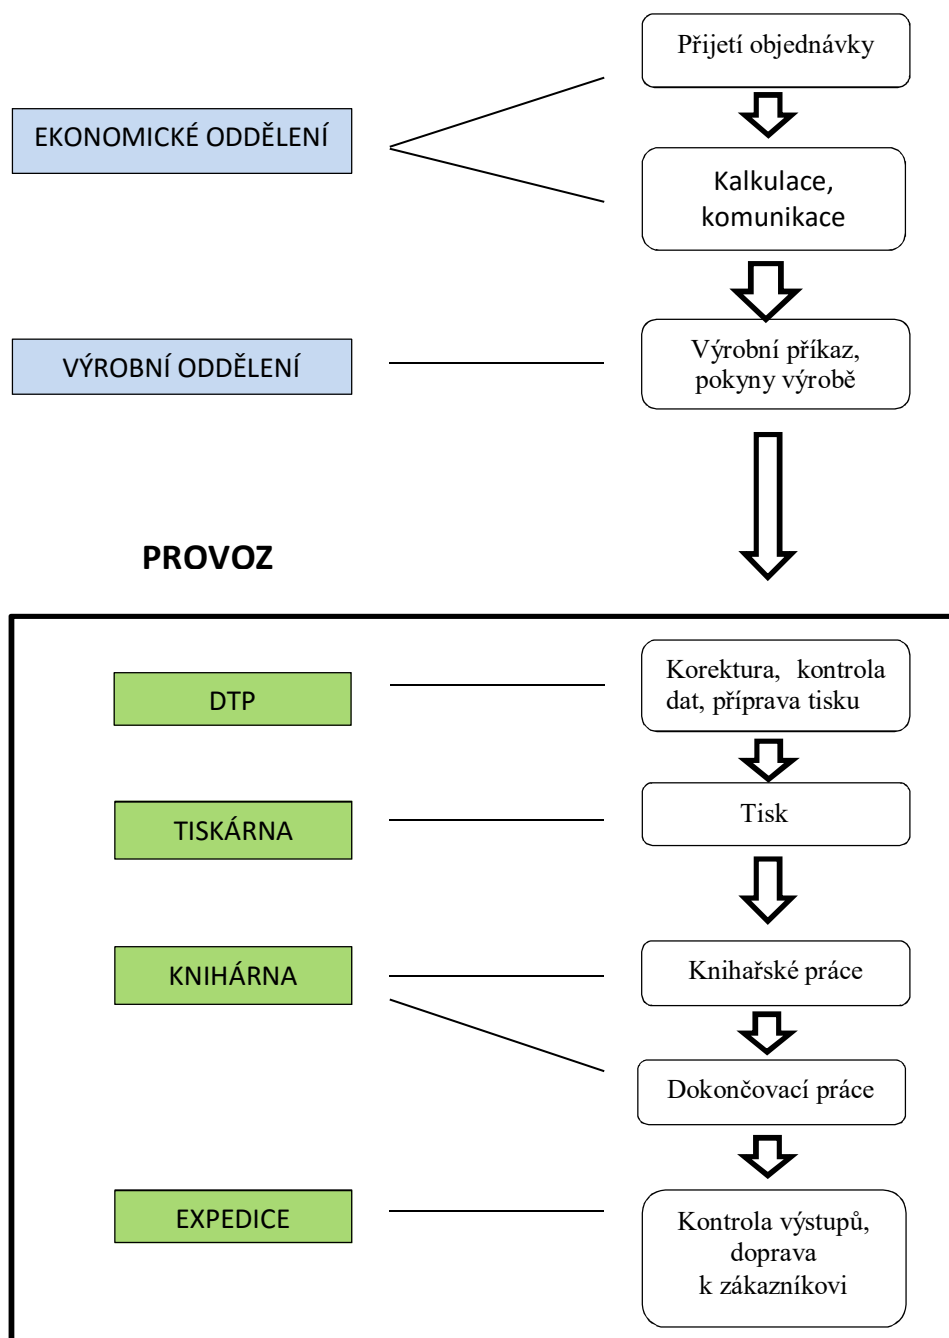 Přijetí objednávky
EKONOMICKÉ ODDĚLENÍ
Kalkulace,
komunikace
VÝROBNÍ ODDĚLENÍ
Výrobní příkaz,
pokyny výrobě
PROVOZ
DTP
Korektura, kontrola
dat, příprava tisku
TISKÁRNA
Tisk
KNIHÁRNA
Knihařské práce
Dokončovací práce
EXPEDICE
Kontrola výstupů,
doprava
k zákazníkovi